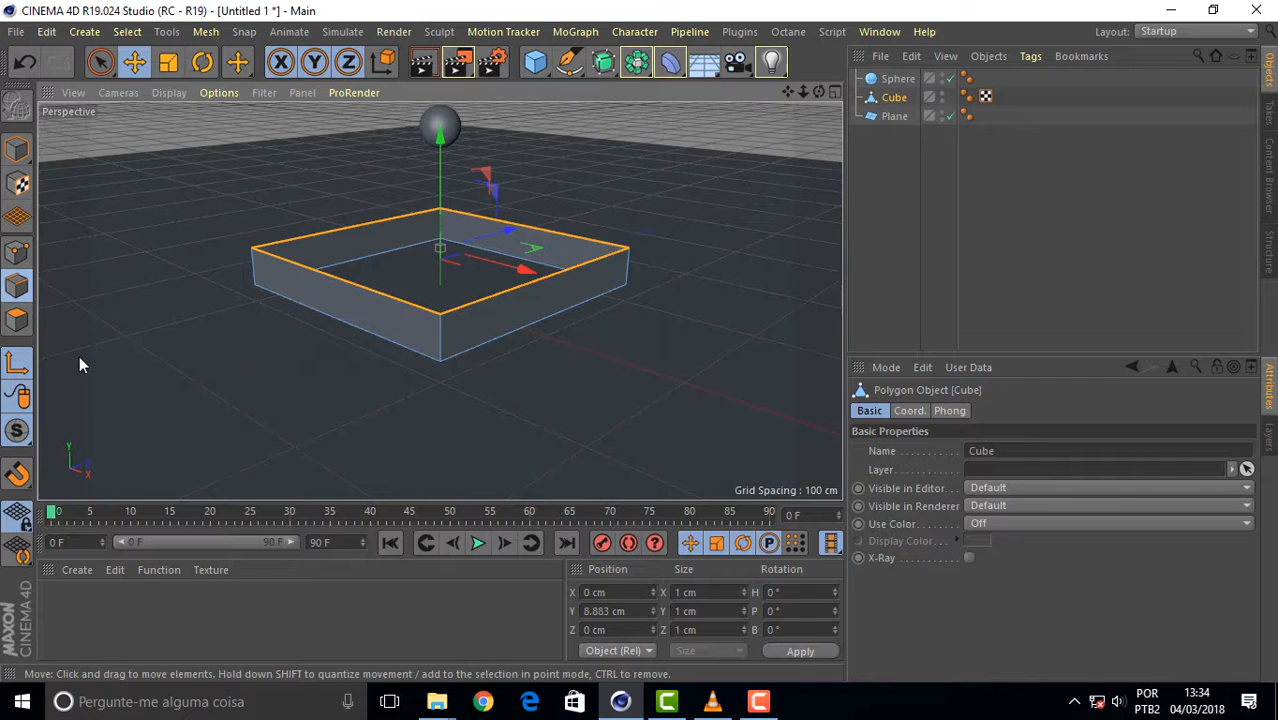 CINEMA 4D R19.024 Studio (RC - R19) - [Untitled 1 *] - Main
File Edit Create Select Tools Mesh Snap Animate Simulate Render Sculpt Motion Tracker MoGraph Character Pipeline Plugins Octane Script Window Help Layout: Startup
X Y Z
File Edit View Objects Tags Bookmarks
View Cameras Display Options Filter Panel ProRender
Perspective
Sphere
Cube
Plane
Objects
Takes
Content Browser
Structure
Mode Edit User Data
Polygon Object [Cube]
Basic Coord. Phong
Basic Properties
Name Cube
Layer
Visible in Editor Default
Visible in Renderer Default
Use Color Off
Display Color
X-Ray
Attributes
Layers
S
Y
Z
X
Grid Spacing : 100 cm
0 5 10 15 20 25 30 35 40 45 50 55 60 65 70 75 80 85 90 0 F
0 F 0 F 90 F 90 F
P
Create Edit Function Texture
Position Size Rotation
X 0 cm X 1 cm H 0 °
Y 8.883 cm Y 1 cm P 0 °
Z 0 cm Z 1 cm B 0 °
Object (Rel) Size Apply
MAXON
CINEMA 4D
Move: Click and drag to move elements. Hold down SHIFT to quantize movement / add to the selection in point mode, CTRL to remove.
Pergunte-me alguma coisa
POR
PTB2
13:34
04/03/2018